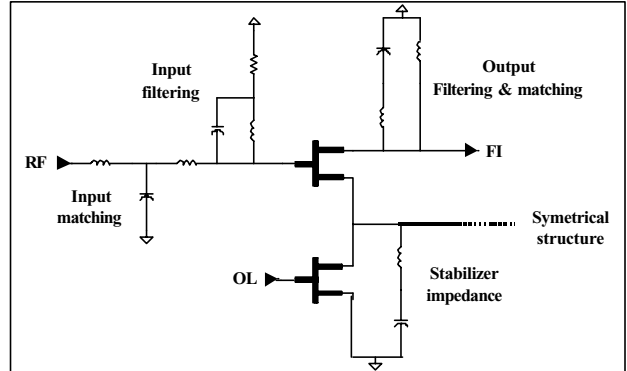 Input
filtering
Output
Filtering & matching
RF
FI
Input
matching
Symetrical
structure
OL
Stabilizer
impedance